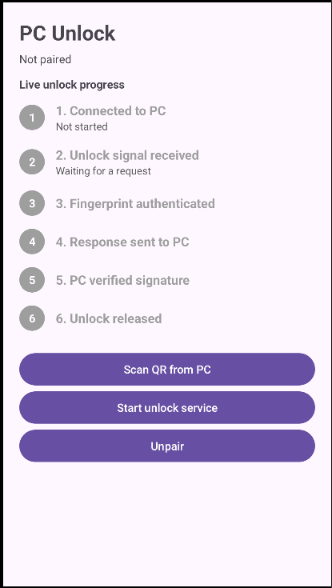 PC Unlock
Not paired
Live unlock progress
1
1. Connected to PC
Not started
2
2. Unlock signal received
Waiting for a request
3
3. Fingerprint authenticated
4
4. Response sent to PC
5
5. PC verified signature
6
6. Unlock released
Scan QR from PC
Start unlock service
Unpair